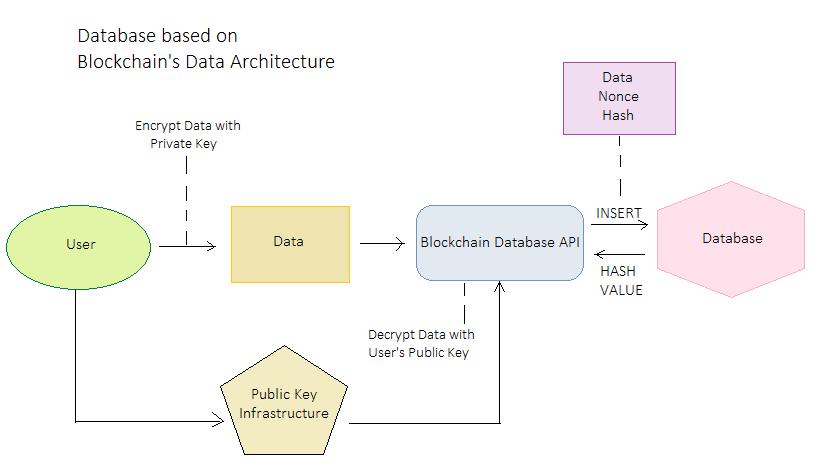 Database based on
Blockchain's Data Architecture
Data
Nonce
Hash
Encrypt Data with
Private Key
User
Data
Blockchain Database API
INSERT
Database
HASH
VALUE
Decrypt Data with
User's Public Key
Public Key
Infrastructure